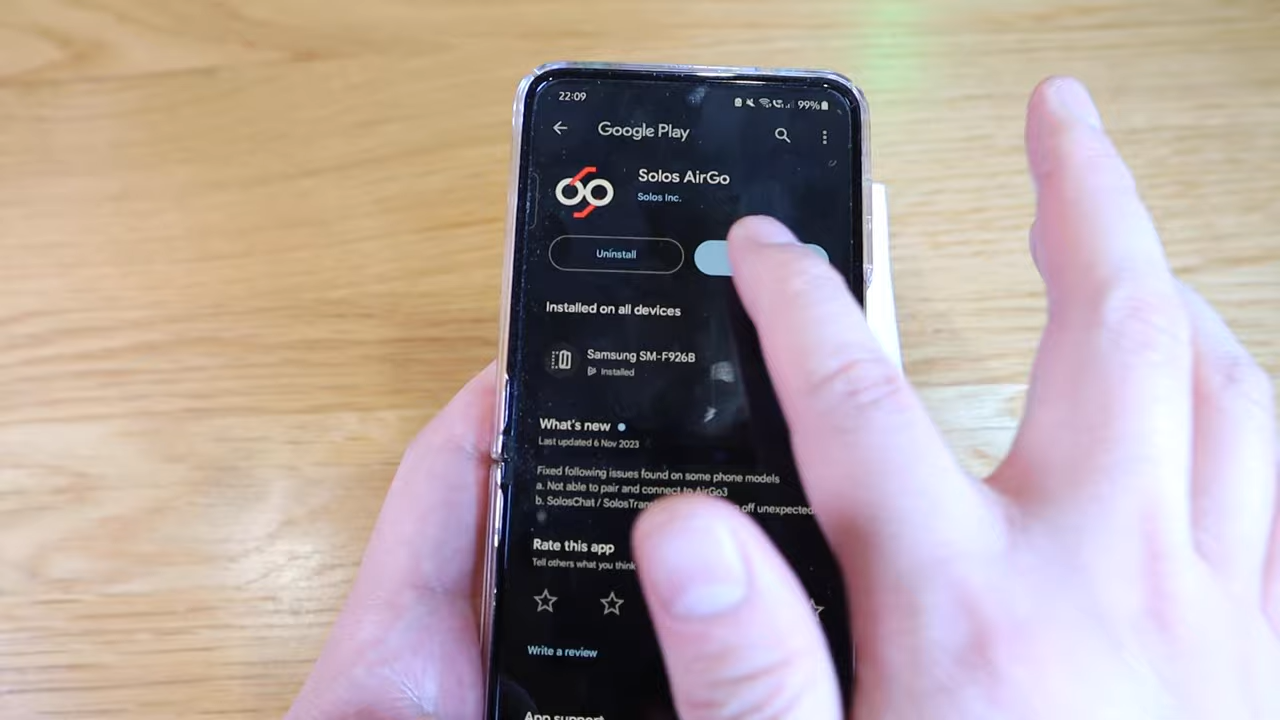 22:09
99%
Google Play
Solos AirGo
Solos Inc.
Uninstall
Installed on all devices
Samsung SM-F926B
Installed
What's new
Last updated 6 Nov 2023
Fixed following issues found on some phone models
a. Not able to pair and connect to AirGo3
b. SolosChat / off unexpected
Rate this app
Tell others what you think
Write a review
App support